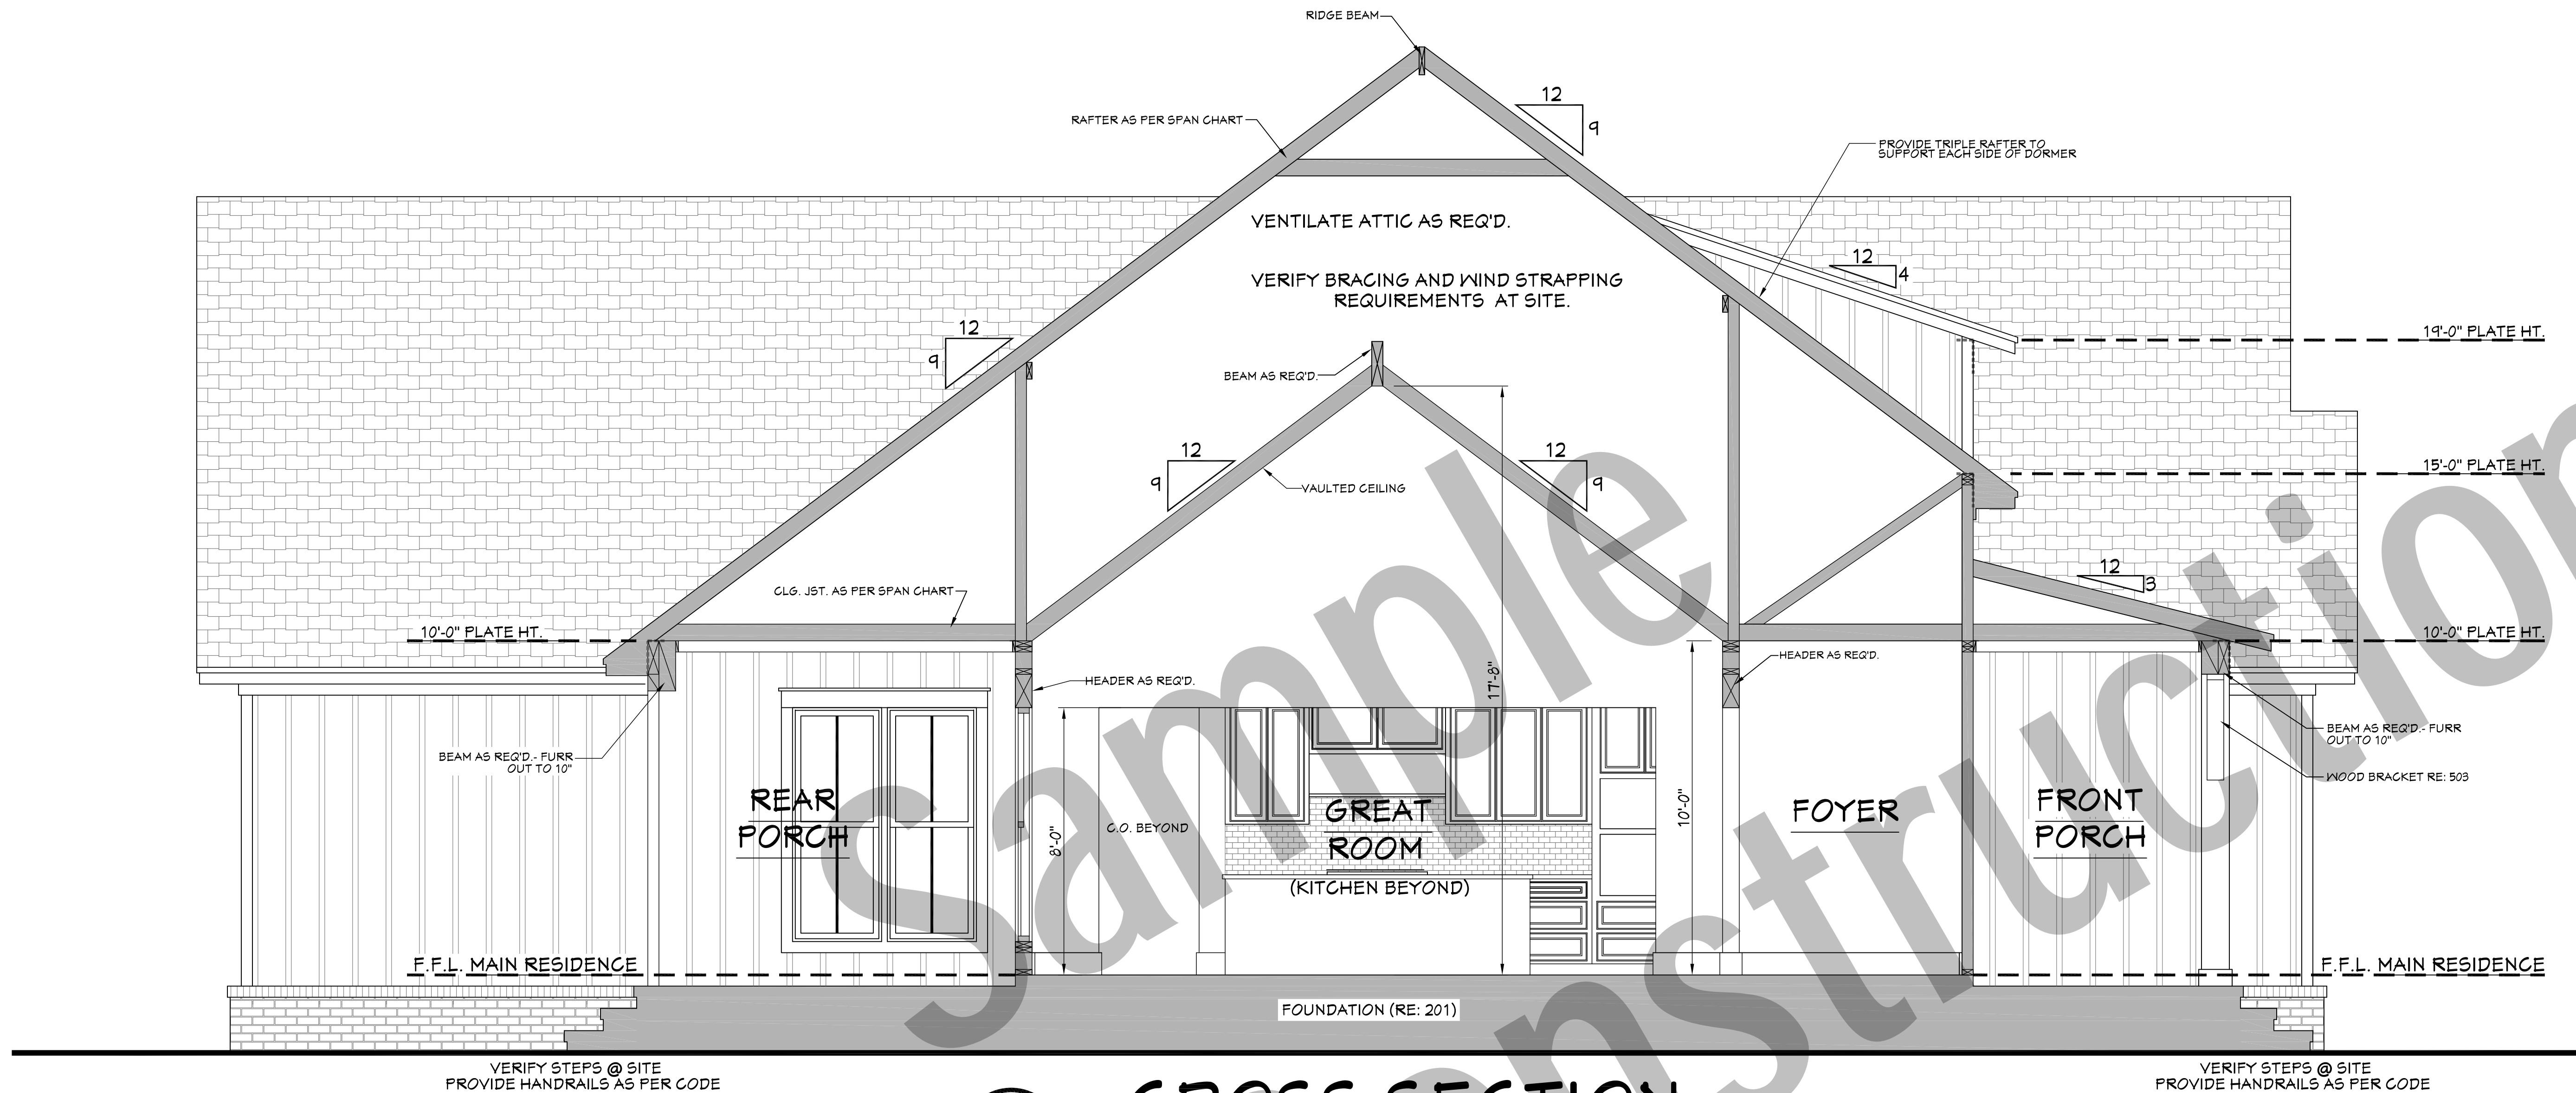 RIDGE BEAM
12
9
RAFTER AS PER SPAN CHART
PROVIDE TRIPLE RAFTER TO
SUPPORT EACH SIDE OF DORMER
VENTILATE ATTIC AS REQ'D.
VERIFY BRACING AND WIND STRAPPING
REQUIREMENTS AT SITE.
12
4
12
9
19'-0" PLATE HT.
BEAM AS REQ'D.
12
9
12
9
15'-0" PLATE HT.
VAULTED CEILING
12
3
CLG. JST. AS PER SPAN CHART
10'-0" PLATE HT.
10'-0" PLATE HT.
HEADER AS REQ'D.
HEADER AS REQ'D.
17'-8"
BEAM AS REQ'D.- FURR
OUT TO 10"
BEAM AS REQ'D.- FURR
OUT TO 10"
WOOD BRACKET RE: 503
REAR
PORCH
8'-0"
C.O. BEYOND
GREAT
ROOM
(KITCHEN BEYOND)
10'-0"
FOYER
FRONT
PORCH
F.F.L. MAIN RESIDENCE
F.F.L. MAIN RESIDENCE
FOUNDATION (RE: 201)
VERIFY STEPS @ SITE
PROVIDE HANDRAILS AS PER CODE
VERIFY STEPS @ SITE
PROVIDE HANDRAILS AS PER CODE
CROSS SECTION
Sample